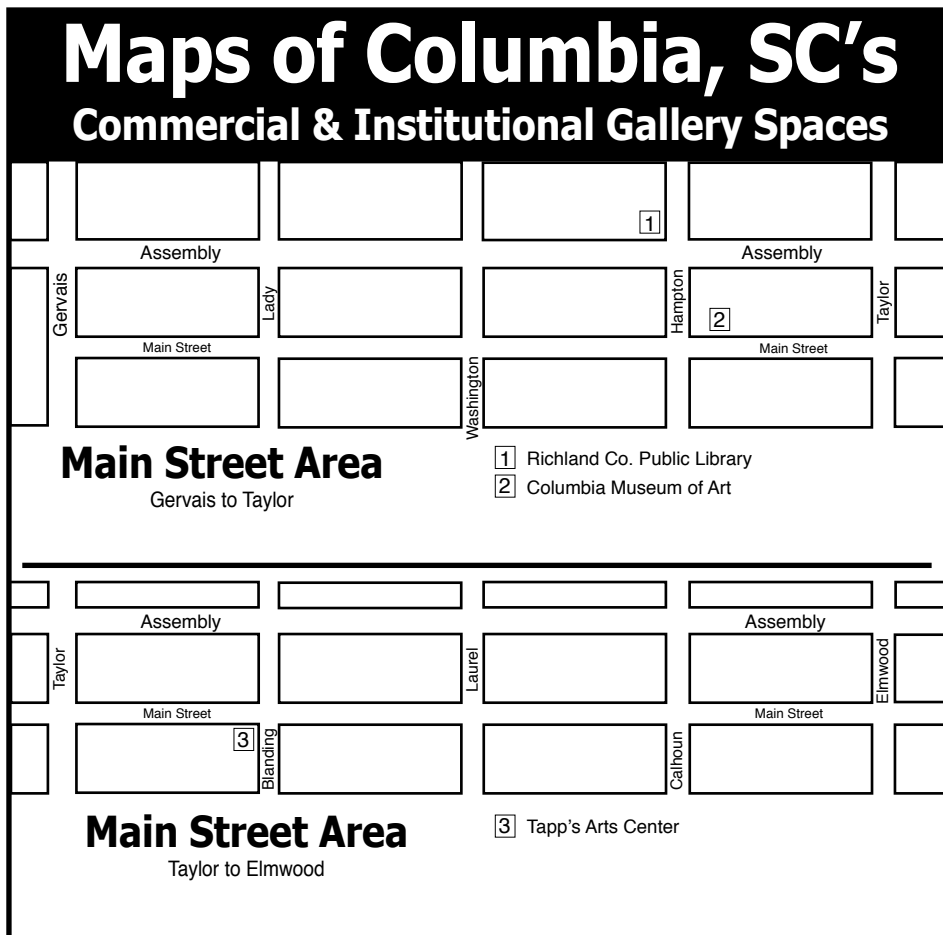 Maps of Columbia, SC’s
Commercial & Institutional Gallery Spaces
1
Assembly
Assembly
Gervais
Lady
Hampton
Taylor
2
Main Street
Main Street
Washington
Main Street Area
Gervais to Taylor
1 Richland Co. Public Library
2 Columbia Museum of Art
Assembly
Assembly
Taylor
Laurel
Elmwood
Main Street
Main Street
3
Blanding
Calhoun
Main Street Area
Taylor to Elmwood
3 Tapp’s Arts Center